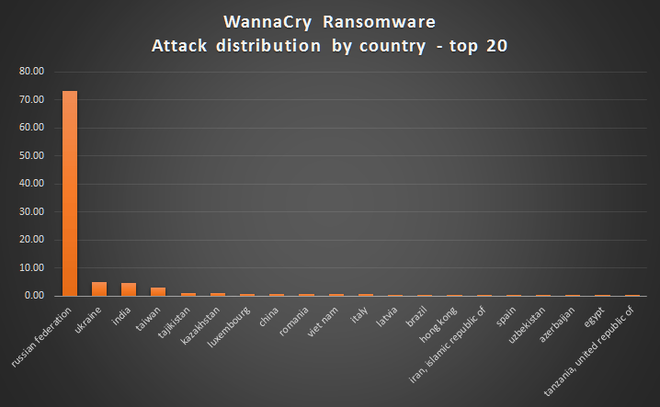 WannaCry Ransomware
Attack distribution by country - top 20
80.00
70.00
60.00
50.00
40.00
30.00
20.00
10.00
0.00
russian federation
ukraine
india
taiwan
tajikistan
kazakhstan
luxembourg
china
romania
viet nam
italy
latvia
brazil
hong kong
iran, islamic republic of
spain
uzbekistan
azerbaijan
egypt
tanzania, united republic of